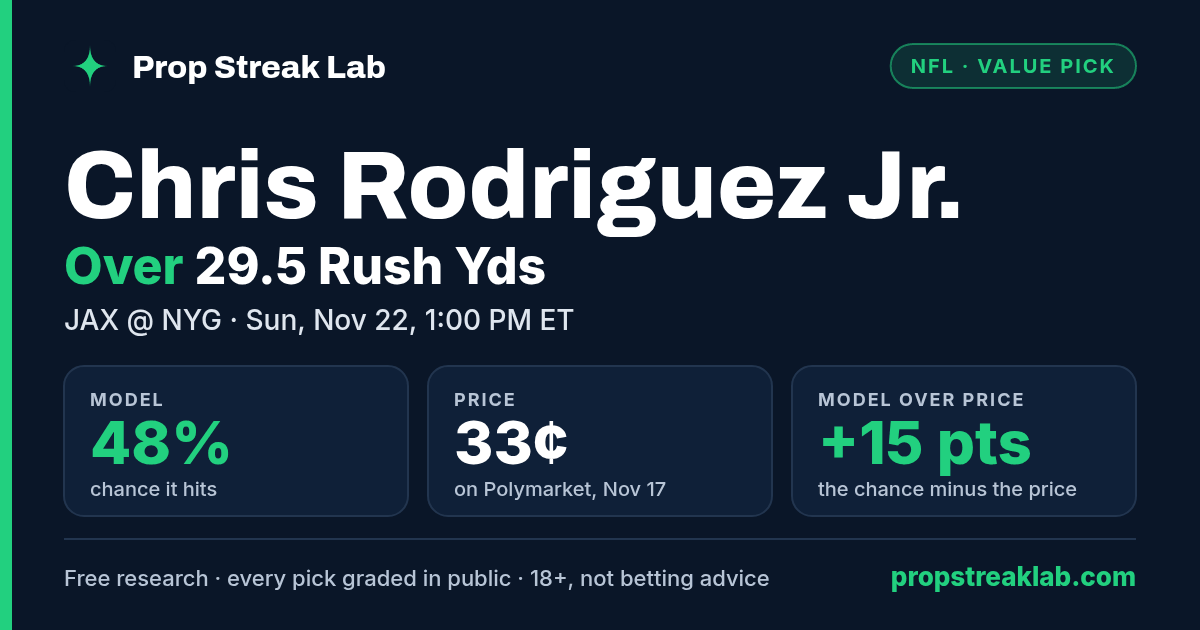 Prop Streak Lab
NFL · VALUE PICK
Chris Rodriguez Jr.
Over 29.5 Rush Yds
JAX @ NYG · Sun, Nov 22, 1:00 PM ET
MODEL
48%
chance it hits
PRICE
33¢
on Polymarket, Nov 17
MODEL OVER PRICE
+15 pts
the chance minus the price
Free research · every pick graded in public · 18+, not betting advice
propstreaklab.com